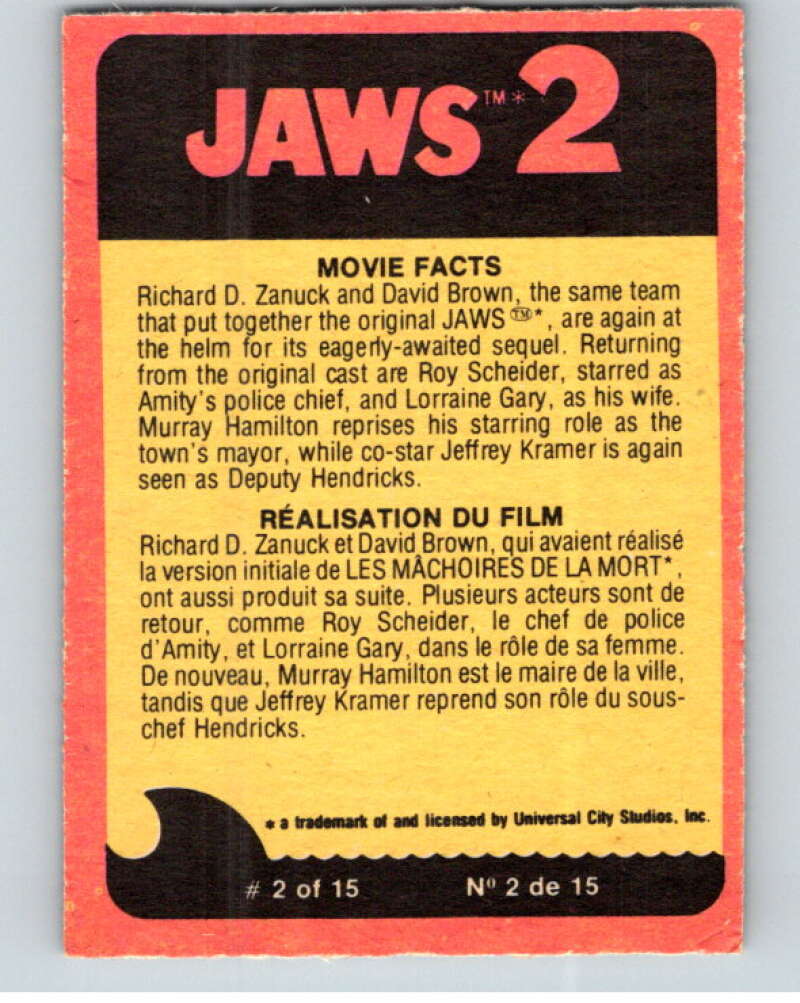 JAWS™* 2
MOVIE FACTS
Richard D. Zanuck and David Brown, the same team
that put together the original JAWS ™*, are again at
the helm for its eagerly-awaited sequel. Returning
from the original cast are Roy Scheider, starred as
Amity's police chief, and Lorraine Gary, as his wife.
Murray Hamilton reprises his starring role as the
town's mayor, while co-star Jeffrey Kramer is again
seen as Deputy Hendricks.
RÉALISATION DU FILM
Richard D. Zanuck et David Brown, qui avaient réalisé
la version initiale de LES MÂCHOIRES DE LA MORT*,
ont aussi produit sa suite. Plusieurs acteurs sont de
retour, comme Roy Scheider, le chef de police
d'Amity, et Lorraine Gary, dans le rôle de sa femme.
De nouveau, Murray Hamilton est le maire de la ville,
tandis que Jeffrey Kramer reprend son rôle du sous-
chef Hendricks.
* a trademark of and licensed by Universal City Studios, Inc.
# 2 of 15 Nº 2 de 15